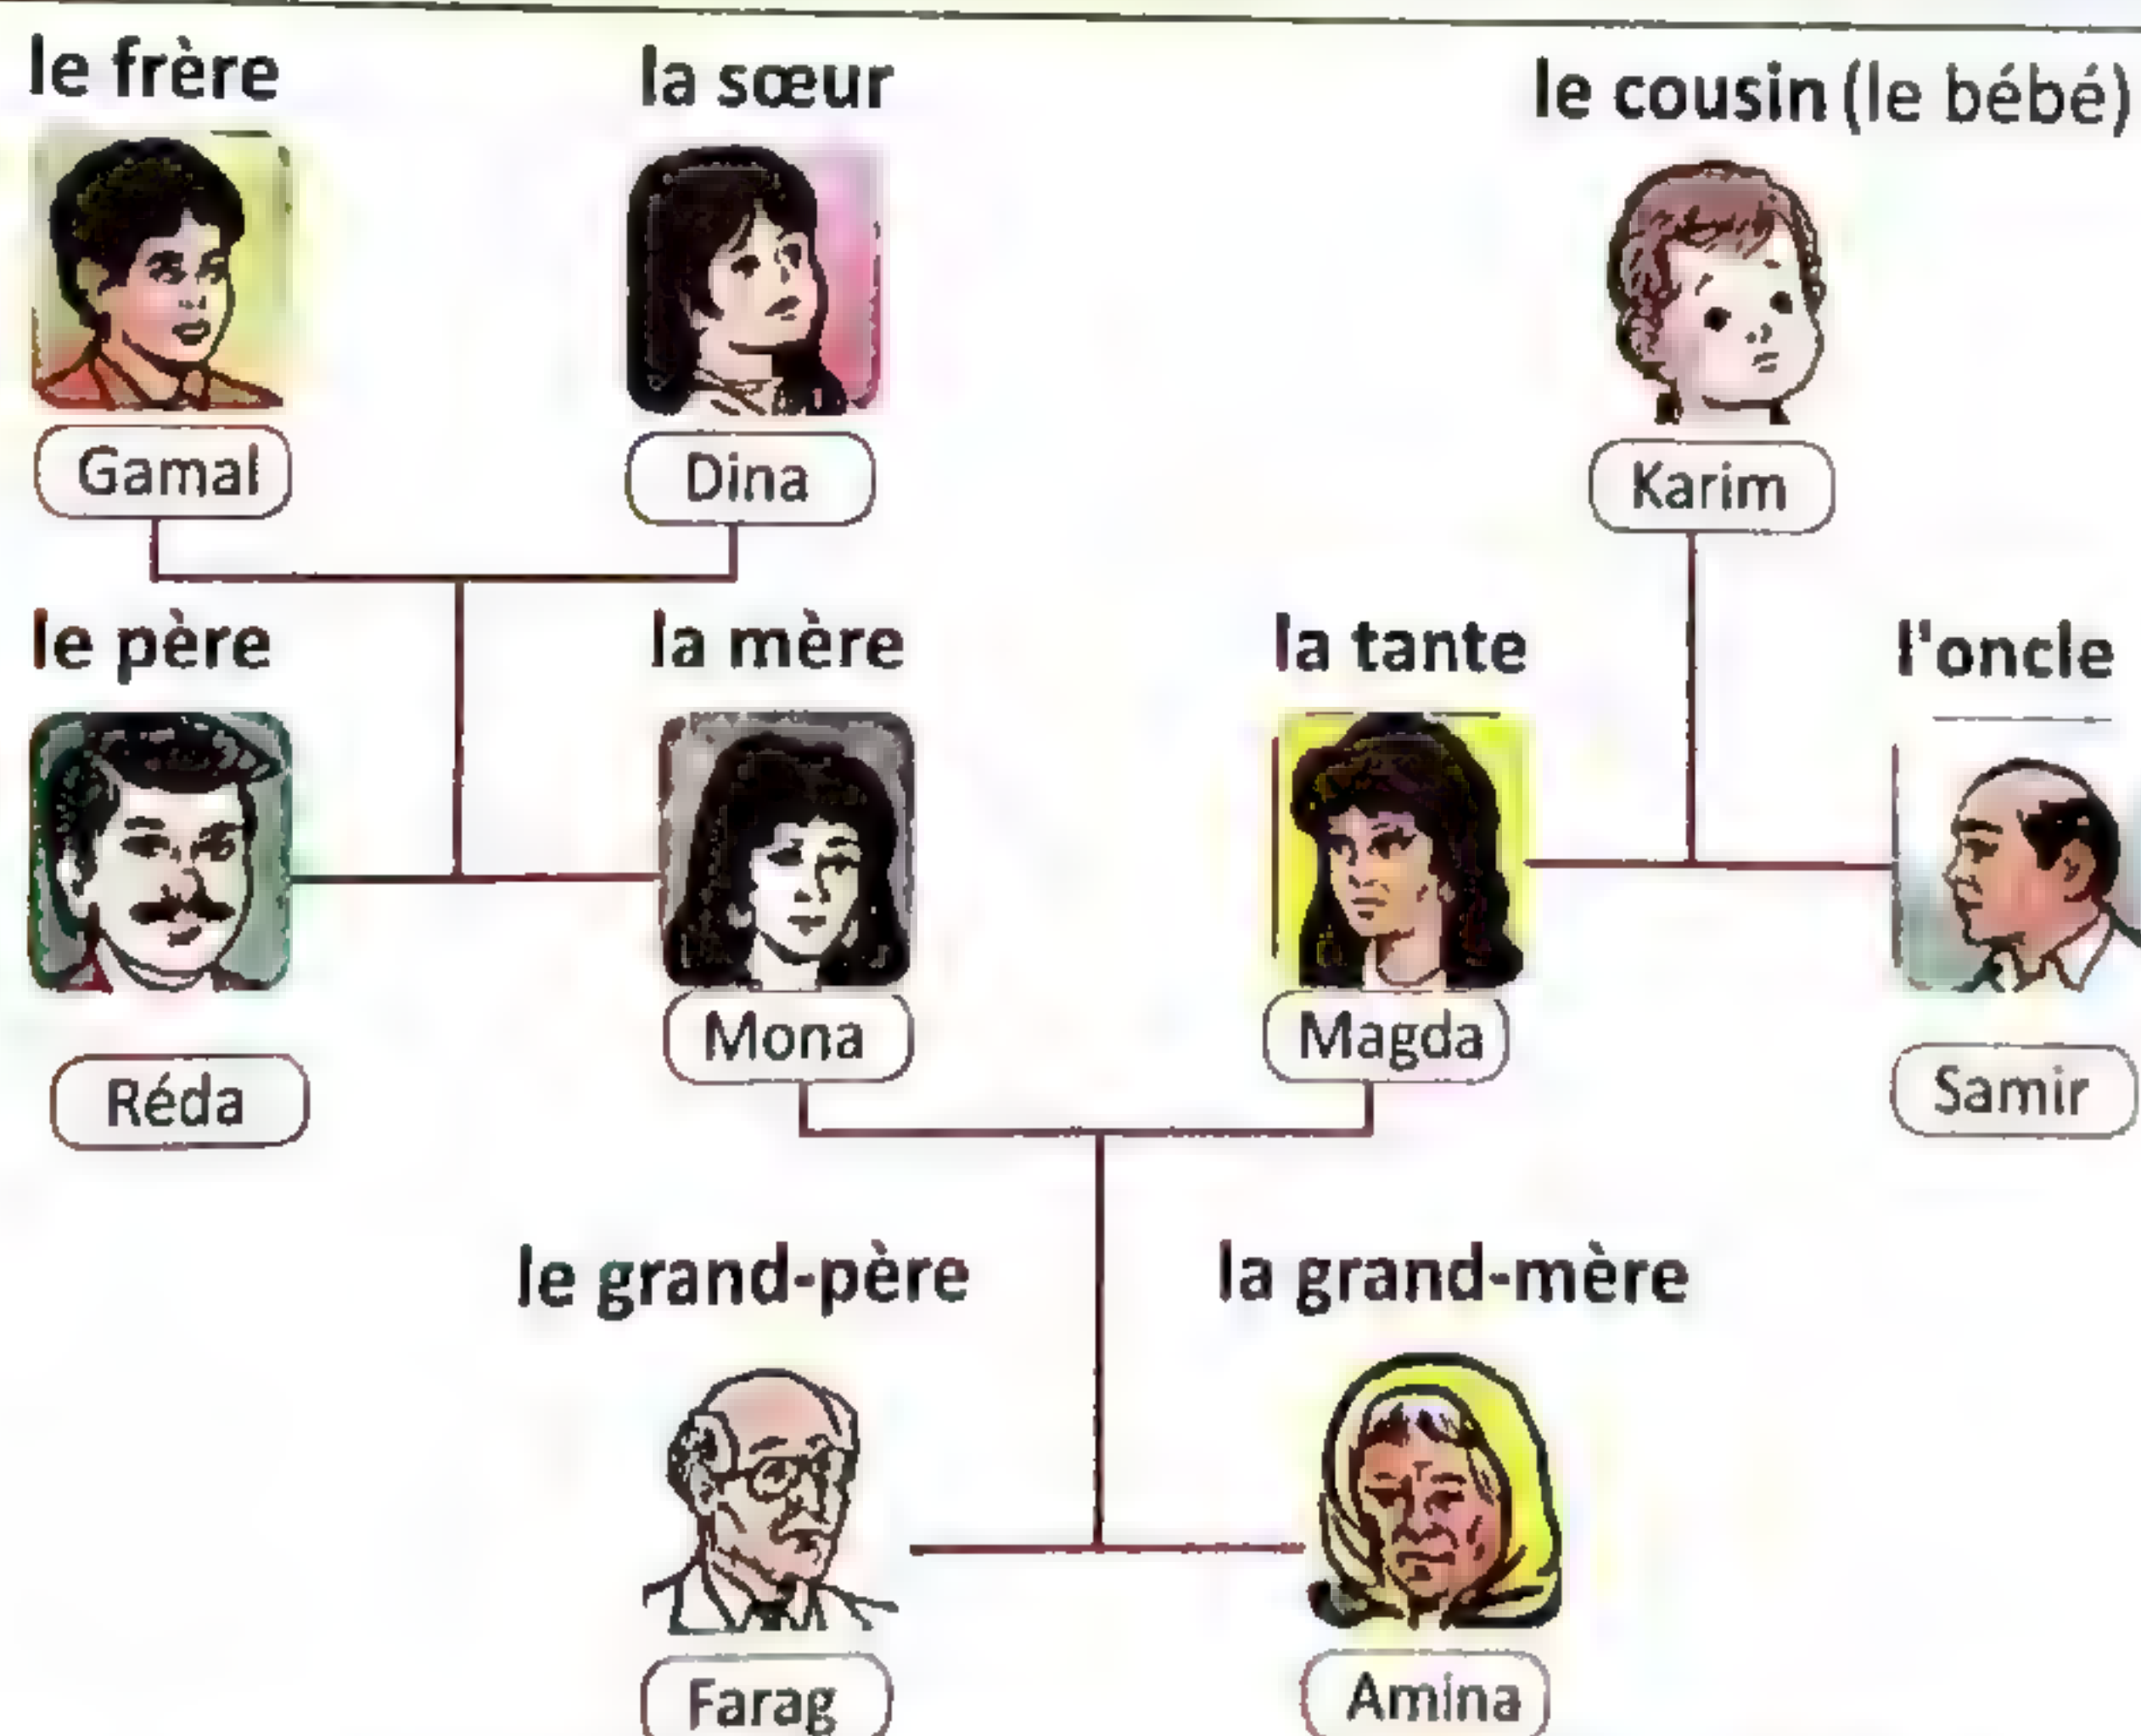 le frère
la sœur
le cousin (le bébé)
Gamal
Dina
Karim
le père
la mère
la tante
l'oncle
Réda
Mona
Magda
Samir
le grand-père
la grand-mère
Farag
Amina